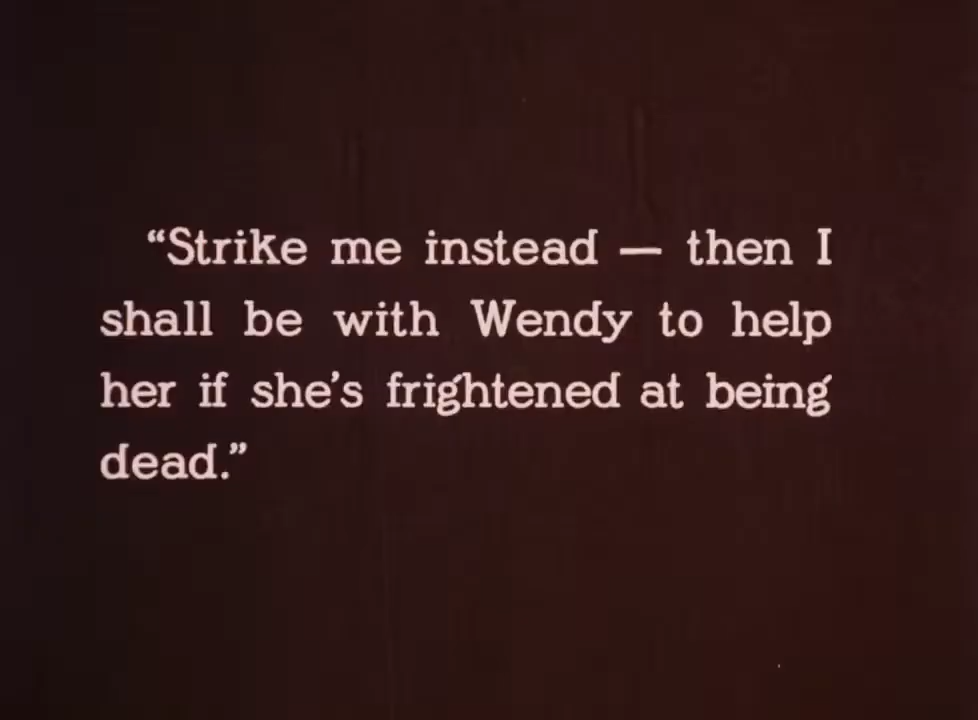 “Strike me instead — then I
shall be with Wendy to help
her if she’s frightened at being
dead.”